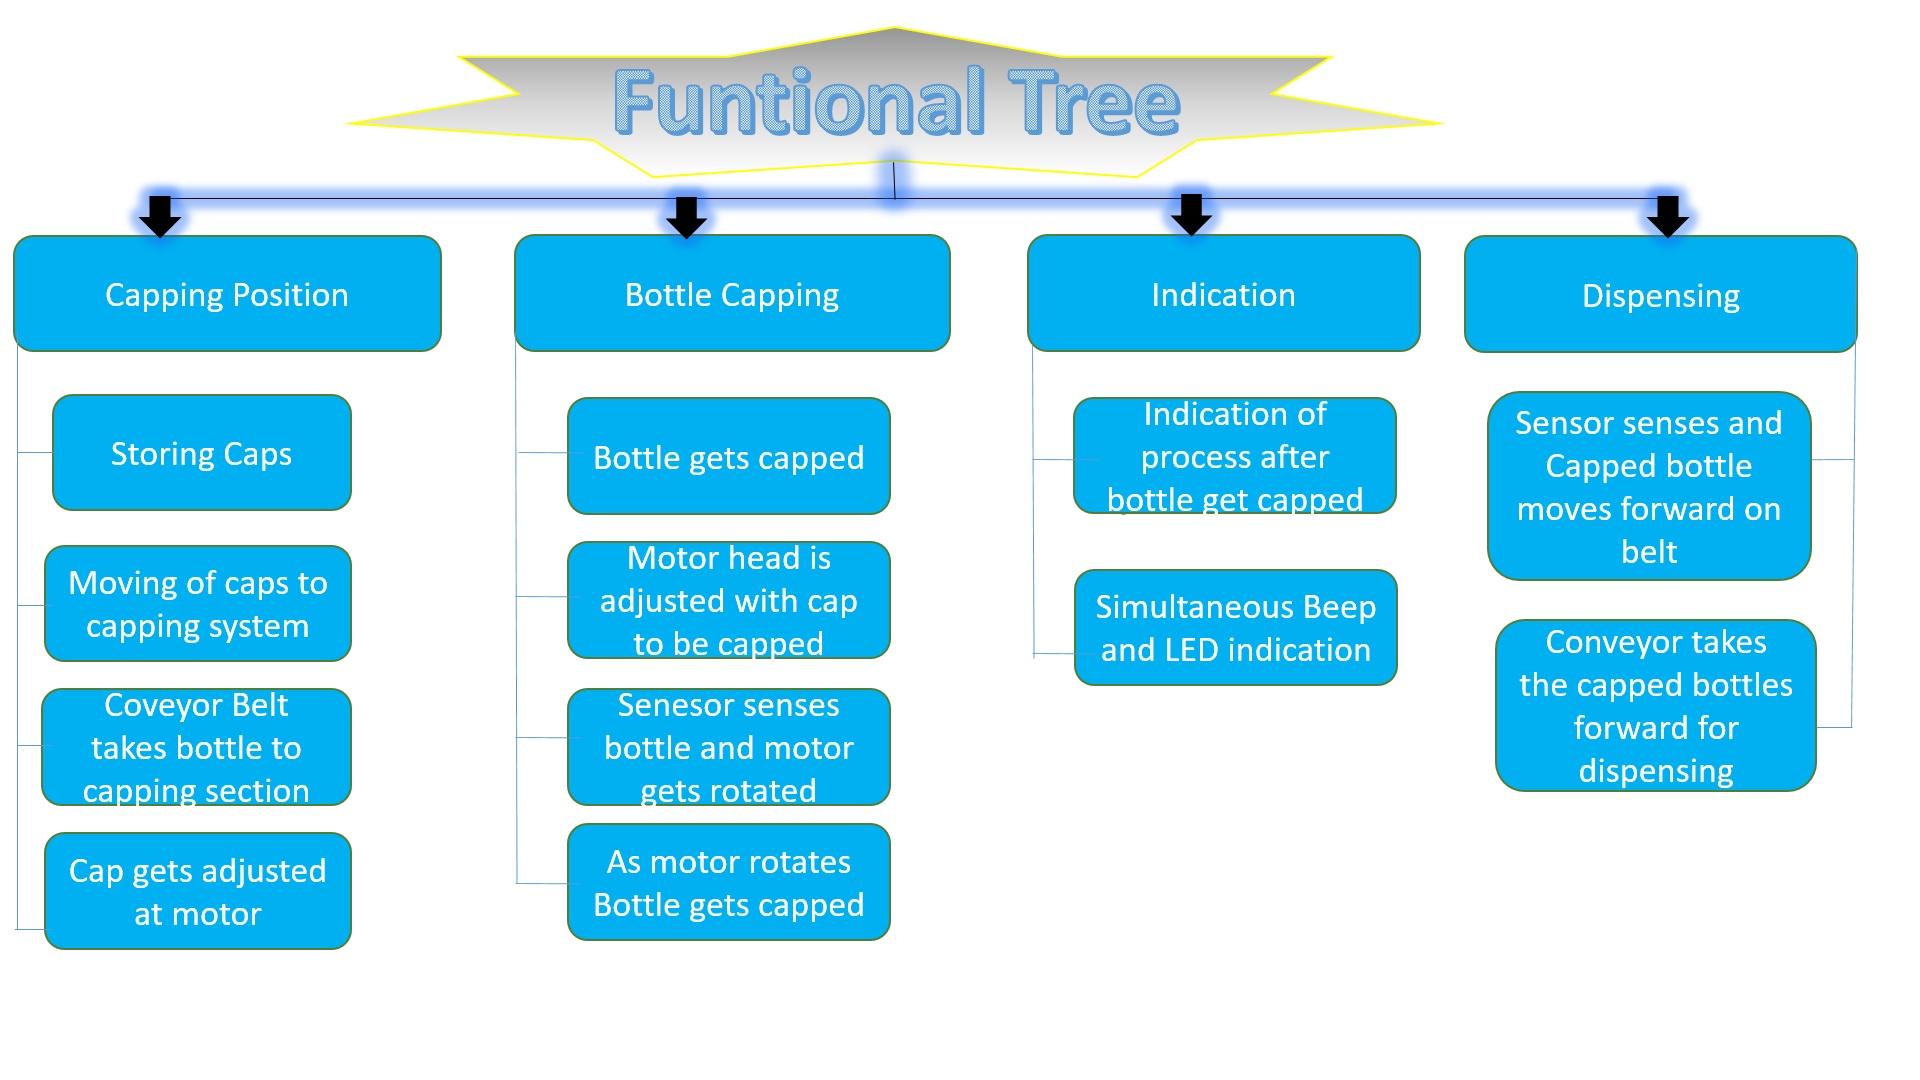 Funtional Tree
Capping Position
Bottle Capping
Indication
Dispensing
Storing Caps
Moving of caps to
capping system
Coveyor Belt
takes bottle to
capping section
Cap gets adjusted
at motor
Bottle gets capped
Motor head is
adjusted with cap
to be capped
Senesor senses
bottle and motor
gets rotated
As motor rotates
Bottle gets capped
Indication of
process after
bottle get capped
Simultaneous Beep
and LED indication
Sensor senses and
Capped bottle
moves forward on
belt
Conveyor takes
the capped bottles
forward for
dispensing